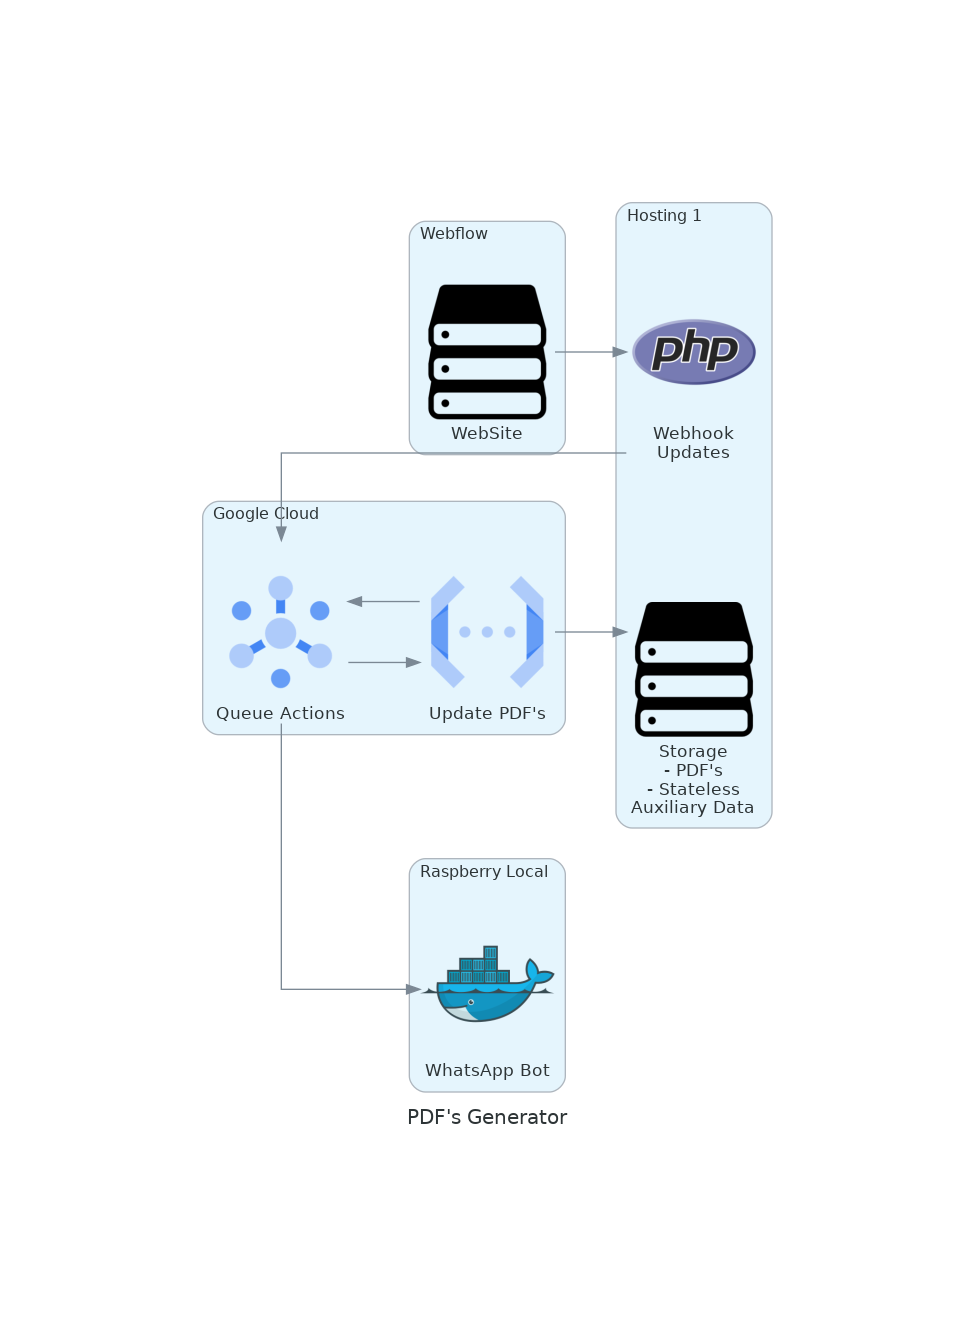 Hosting 1
Webflow
php
WebSite
Webhook
Updates
Google Cloud
Queue Actions
Update PDF's
Storage
- PDF's
- Stateless
Auxiliary Data
Raspberry Local
WhatsApp Bot
PDF's Generator